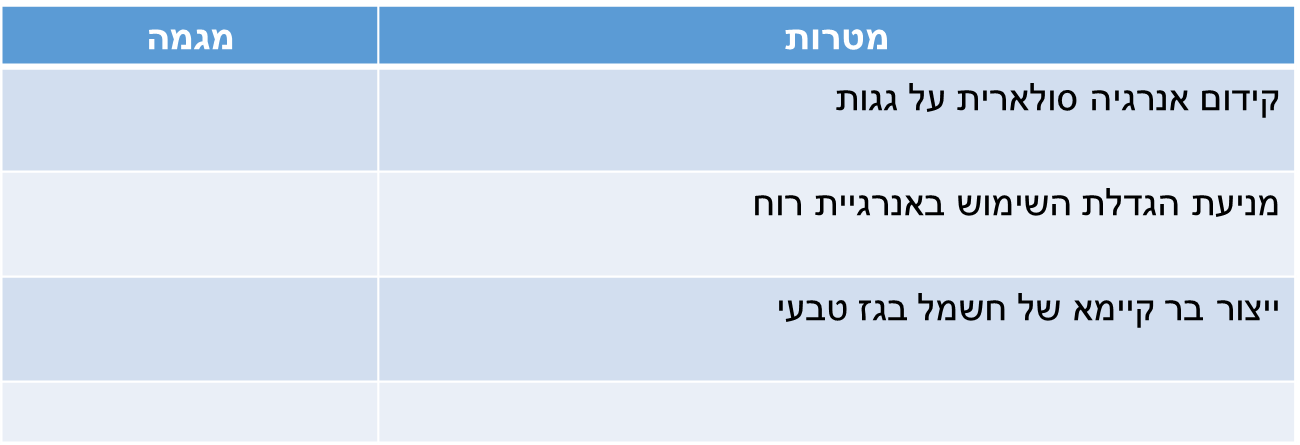 מטרות
מגמה
קידום אנרגיה סולארית על גגות
מניעת הגדלת השימוש באנרגיית רוח
ייצור בר קיימא של חשמל בגז טבעי